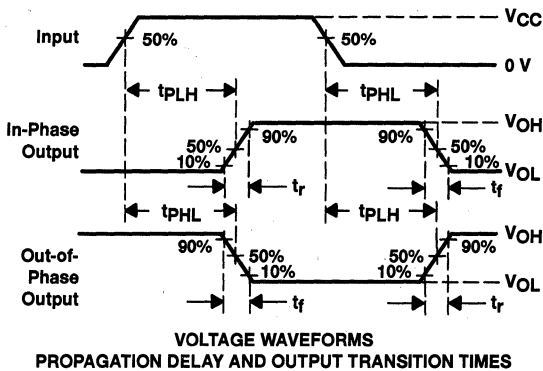 VCC
Input
50%
50%
0 V
tPLH
tPHL
In-Phase
Output
VOH
90%
90%
50%
50%
10%
10%
VOL
tr
tf
tPHL
tPLH
Out-of-
Phase
Output
VOH
90%
90%
50%
50%
10%
10%
VOL
tf
tr
VOLTAGE WAVEFORMS
PROPAGATION DELAY AND OUTPUT TRANSITION TIMES